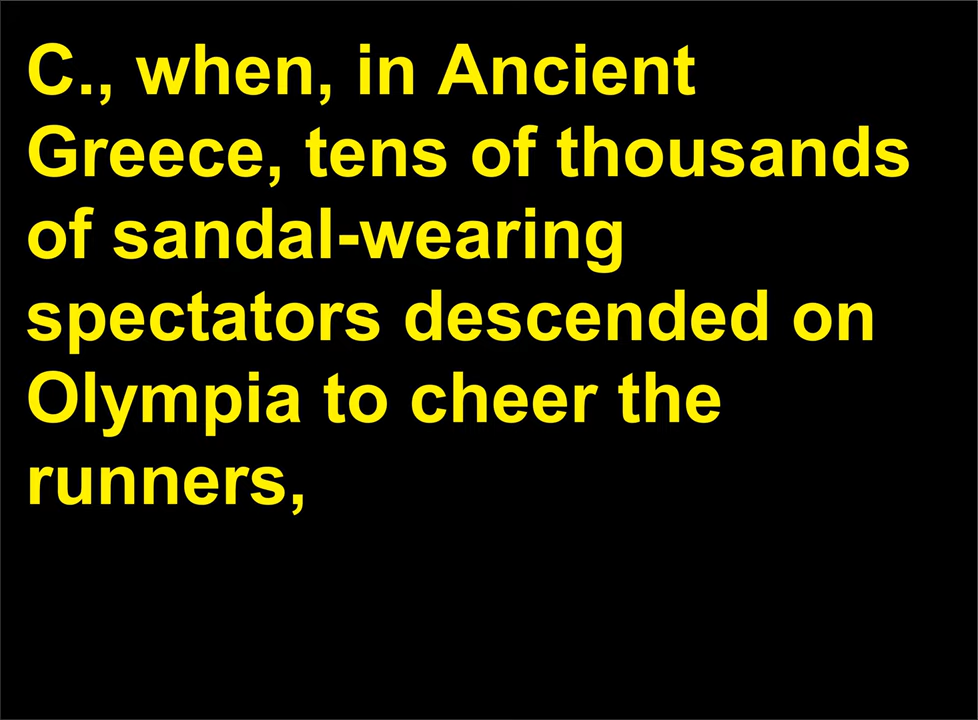 C., when, in Ancient
Greece, tens of thousands
of sandal-wearing
spectators descended on
Olympia to cheer the
runners,